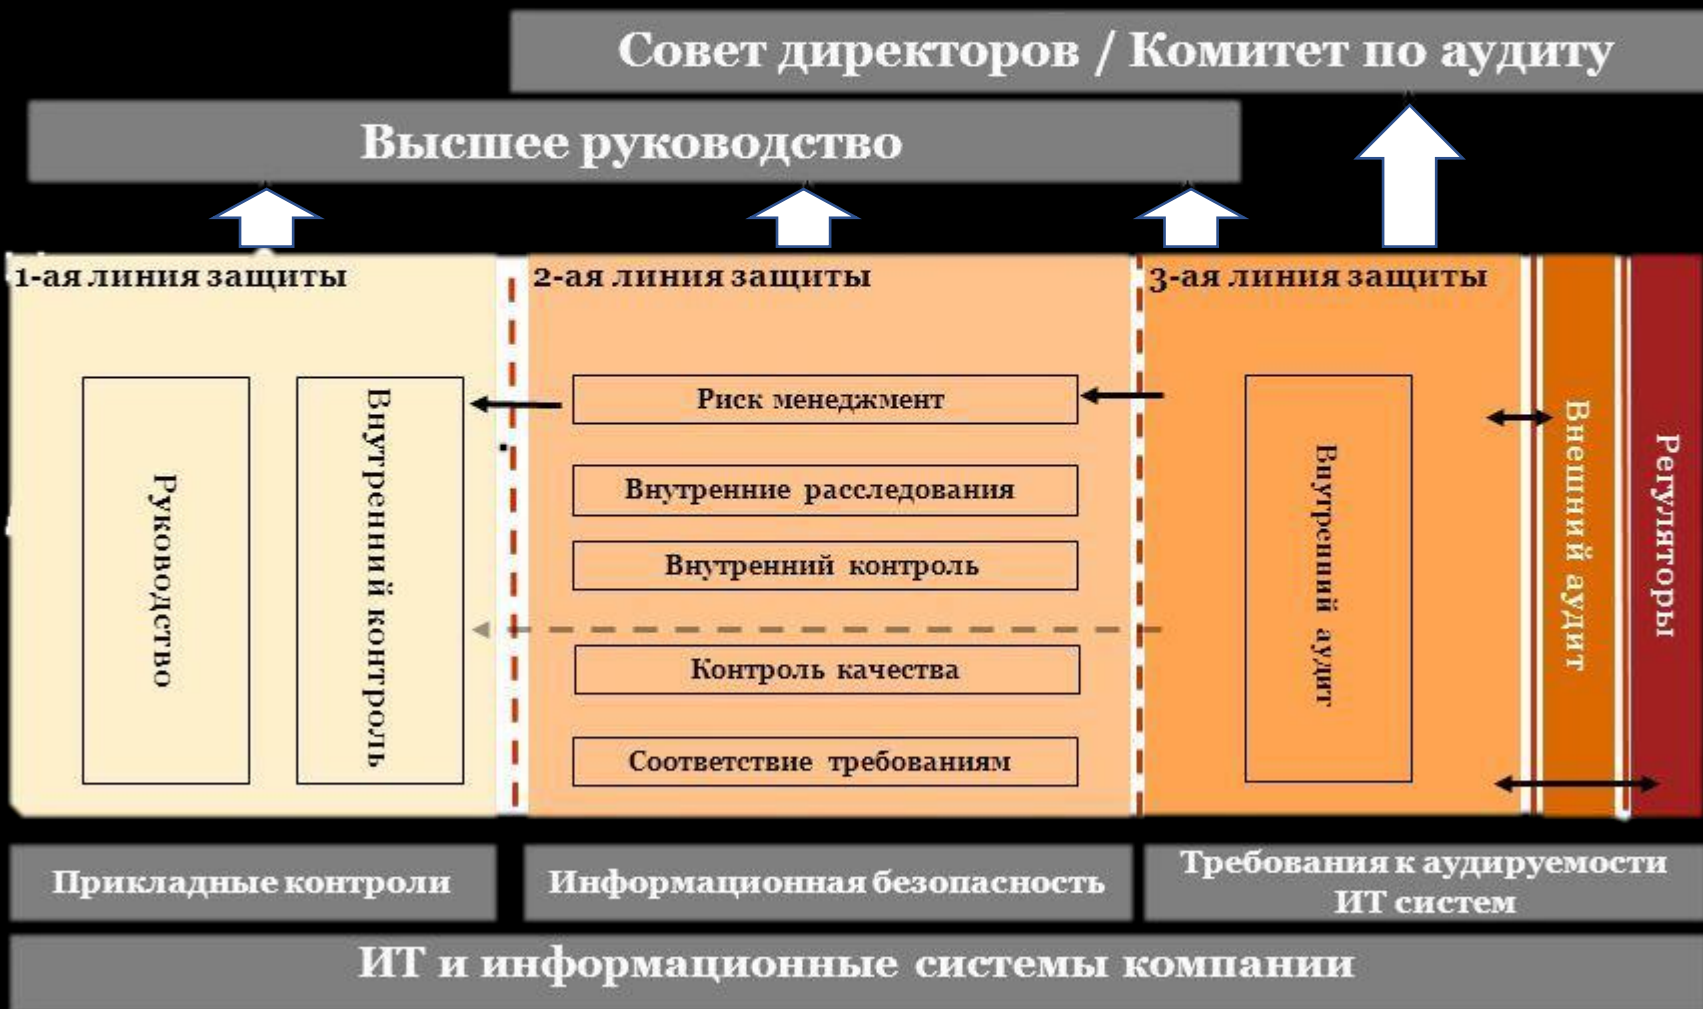 Совет директоров / Комитет по аудиту
Высшее руководство
1-ая линия защиты
2-ая линия защиты
3-ая линия защиты
Руководство
Внутренний контроль
Риск менеджмент
Внутренние расследования
Внутренний контроль
Контроль качества
Соответствие требованиям
Внутренний аудит
Внешний аудит
Регуляторы
Прикладные контроли
Информационная безопасность
Требования к аудируемости
ИТ систем
ИТ и информационные системы компании